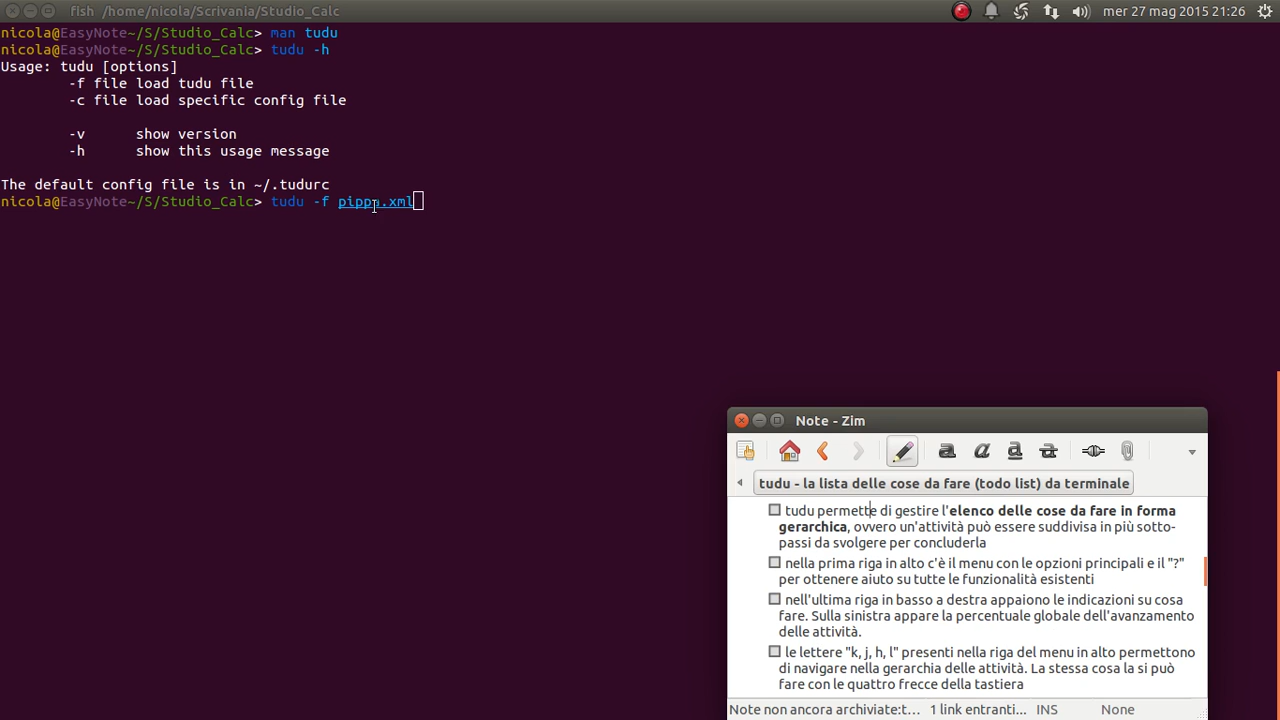 fish /home/nicola/Scrivania/Studio_Calc
mer 27 mag 2015 21:26
nicola@EasyNote~/S/Studio_Calc> man tudu
nicola@EasyNote~/S/Studio_Calc> tudu -h
Usage: tudu [options]
-f file load tudu file
-c file load specific config file
-v show version
-h show this usage message
The default config file is in ~/.tudurc
nicola@EasyNote~/S/Studio_Calc> tudu -f pippo.xml
Note - Zim
a a a a
tudu - la lista delle cose da fare (todo list) da terminale
tudu permette di gestire l'elenco delle cose da fare in forma
gerarchica, ovvero un'attività può essere suddivisa in più sotto-
passi da svolgere per concluderla
nella prima riga in alto c'è il menu con le opzioni principali e il "?"
per ottenere aiuto su tutte le funzionalità esistenti
nell'ultima riga in basso a destra appaiono le indicazioni su cosa
fare. Sulla sinistra appare la percentuale globale dell'avanzamento
delle attività.
le lettere "k, j, h, l" presenti nella riga del menu in alto permettono
di navigare nella gerarchia delle attività. La stessa cosa la si può
fare con le quattro frecce della tastiera
Note non ancora archiviate:t... 1 link entranti... INS None